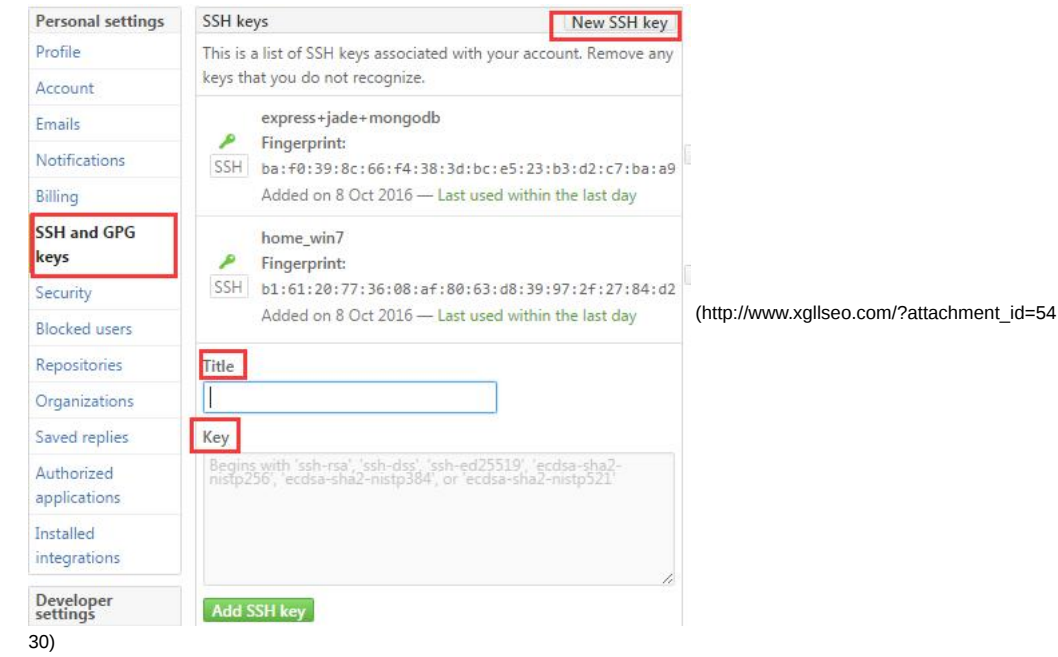 Personal settings
Profile
Account
Emails
Notifications
Billing
SSH and GPG
keys
Security
Blocked users
Repositories
Organizations
Saved replies
Authorized
applications
Installed
integrations
Developer
settings
SSH keys
New SSH key
This is a list of SSH keys associated with your account. Remove any
keys that you do not recognize.
express+jade+mongodb
Fingerprint:
SSH
ba:f0:39:8c:66:f4:38:3d:bc:e5:23:b3:d2:c7:ba:a9
Added on 8 Oct 2016 — Last used within the last day
home_win7
Fingerprint:
SSH
b1:61:20:77:36:08:af:80:63:d8:39:97:2f:27:84:d2
Added on 8 Oct 2016 — Last used within the last day
Title
Key
Begins with 'ssh-rsa', 'ssh-dss', 'ssh-ed25519', 'ecdsa-sha2-
nistp256', 'ecdsa-sha2-nistp384', or 'ecdsa-sha2-nistp521'
Add SSH key
(http://www.xgllseo.com/?attachment_id=54
30)